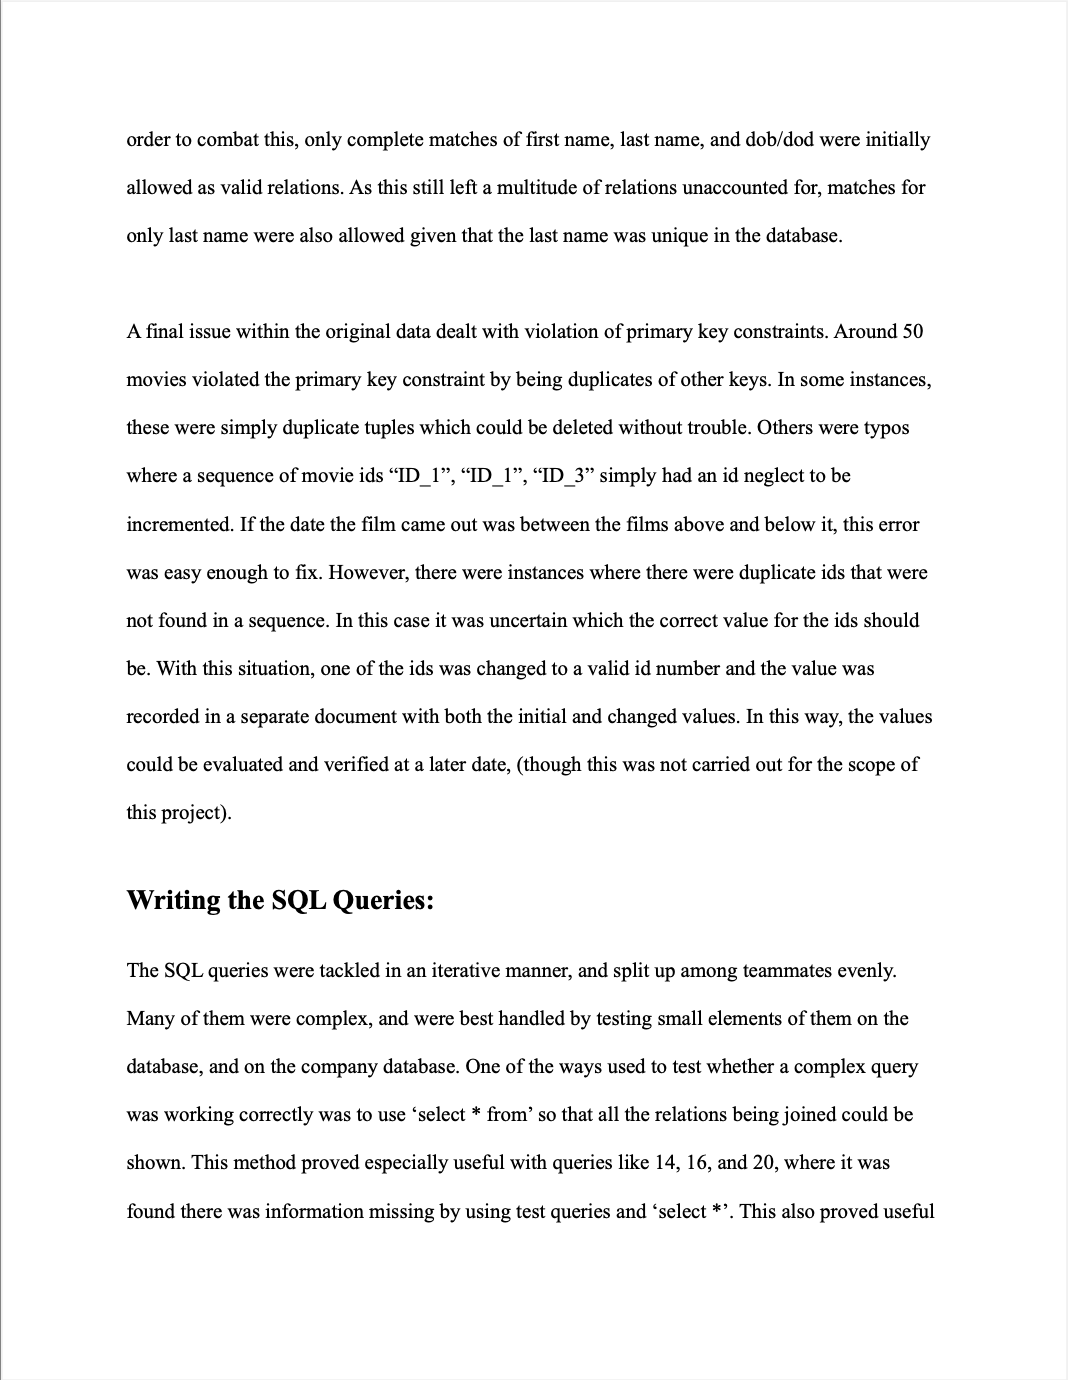 order to combat this, only complete matches of first name, last name, and dob/dod were initially
allowed as valid relations. As this still left a multitude of relations unaccounted for, matches for
only last name were also allowed given that the last name was unique in the database.
A final issue within the original data dealt with violation of primary key constraints. Around 50
movies violated the primary key constraint by being duplicates of other keys. In some instances,
these were simply duplicate tuples which could be deleted without trouble. Others were typos
where a sequence of movie ids “ID_1”, “ID_1”, “ID_3” simply had an id neglect to be
incremented. If the date the film came out was between the films above and below it, this error
was easy enough to fix. However, there were instances where there were duplicate ids that were
not found in a sequence. In this case it was uncertain which the correct value for the ids should
be. With this situation, one of the ids was changed to a valid id number and the value was
recorded in a separate document with both the initial and changed values. In this way, the values
could be evaluated and verified at a later date, (though this was not carried out for the scope of
this project).
Writing the SQL Queries:
The SQL queries were tackled in an iterative manner, and split up among teammates evenly.
Many of them were complex, and were best handled by testing small elements of them on the
database, and on the company database. One of the ways used to test whether a complex query
was working correctly was to use ‘select * from’ so that all the relations being joined could be
shown. This method proved especially useful with queries like 14, 16, and 20, where it was
found there was information missing by using test queries and ‘select *’. This also proved useful